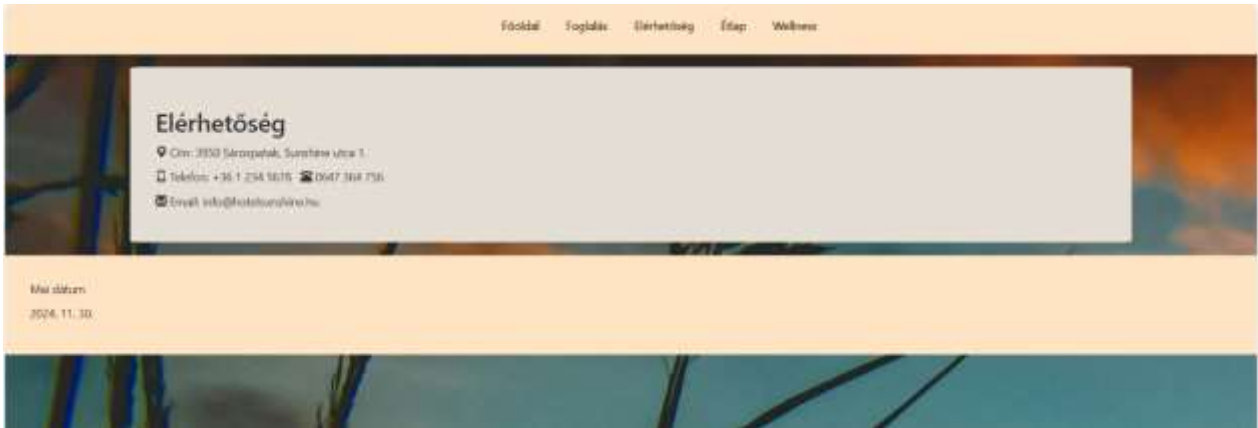 Főoldal Foglalás Elérhetőség Étlap Wellness
Elérhetőség
Cím: 3950 Sárospatak, Sunshine utca 1.
Telefon: +36 1 234 5678 0647 364 756
Email: info@hotelsunshine.hu
Mai dátum
2024. 11. 30.